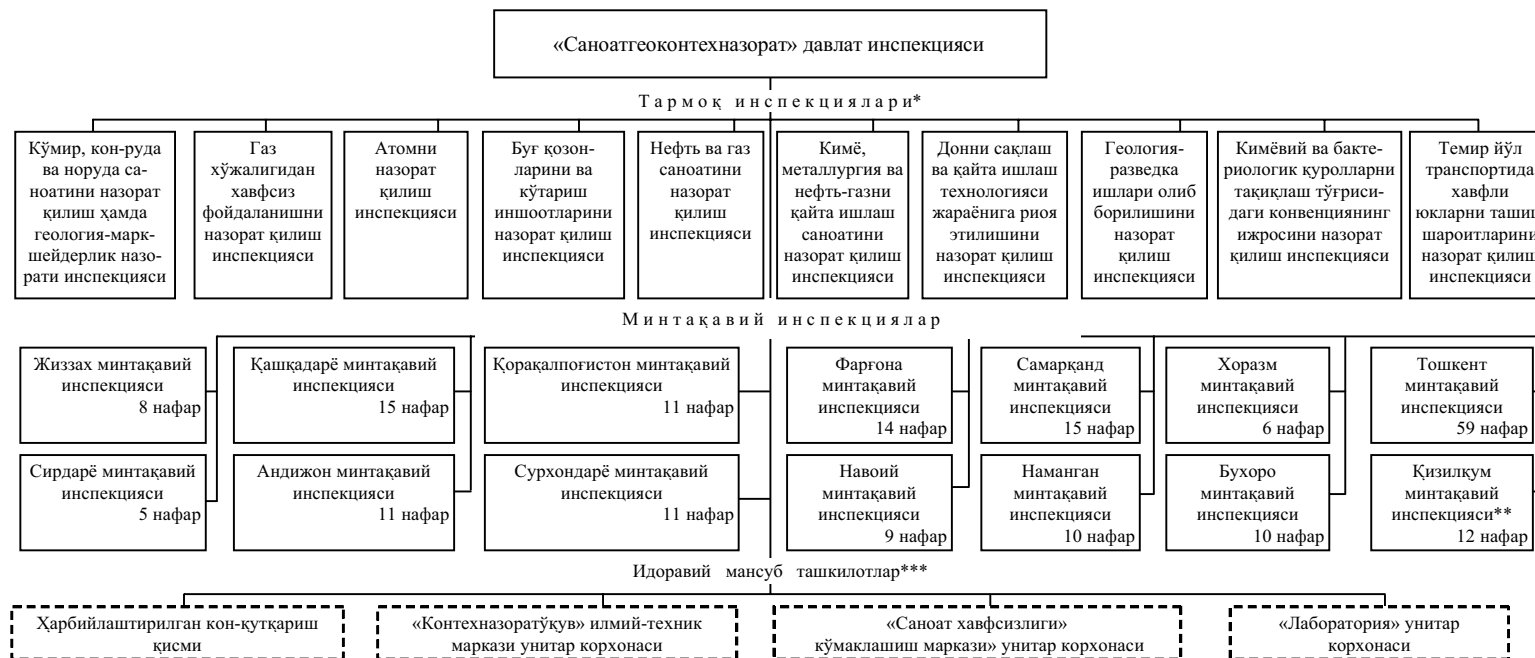 «Саноатгеоконтехназорат» давлат инспекцияси
Тармоқ инспекциялари*
Кўмир, кон-руда
ва норуда са-
ноатини назорат
қилиш ҳамда
геология-марк-
шейдерлик назо-
рати инспекцияси
Газ
хўжалигидан
хавфсиз
фойдаланишни
назорат қилиш
инспекцияси
Атомни
назорат
қилиш
инспекцияси
Буғ қозон-
ларини ва
кўтариш
иншоотларини
назорат қилиш
инспекцияси
Нефть ва газ
саноатини
назорат
қилиш
инспекцияси
Кимё,
металлургия ва
нефть-газни
қайта ишлаш
саноатини
назорат қилиш
инспекцияси
Донни сақлаш
ва қайта ишлаш
технологияси
жараёнига риоя
этилишини
назорат қилиш
инспекцияси
Геология-
разведка
ишлари олиб
борилишини
назорат
қилиш
инспекцияси
Кимёвий ва бакте-
риологик қуролларни
тақиқлаш тўғриси-
даги конвенциянинг
ижросини назорат
қилиш инспекцияси
Темир йўл
транспортида
хавфли
юкларни ташиш
шароитларини
назорат қилиш
инспекцияси
Минтақавий инспекциялар
Жиззах минтақавий
инспекцияси
8 нафар
Қашқадарё минтақавий
инспекцияси
15 нафар
Қорақалпоғистон минтақавий
инспекцияси
11 нафар
Фарғона
минтақавий
инспекцияси
14 нафар
Самарқанд
минтақавий
инспекцияси
15 нафар
Хоразм
минтақавий
инспекцияси
6 нафар
Тошкент
минтақавий
инспекцияси
59 нафар
Сирдарё минтақавий
инспекцияси
5 нафар
Андижон минтақавий
инспекцияси
11 нафар
Сурхондарё минтақавий
инспекцияси
11 нафар
Навоий
минтақавий
инспекцияси
9 нафар
Наманган
минтақавий
инспекцияси
10 нафар
Бухоро
минтақавий
инспекцияси
10 нафар
Қизилқум
минтақавий
инспекцияси**
12 нафар
Идоравий мансуб ташкилотлар***
Ҳарбийлаштирилган кон-қутқариш
қисми
«Контехназоратўқув» илмий-техник
маркази унитар корхонаси
«Саноат хавфсизлиги»
кўмаклашиш маркази» унитар корхонаси
«Лаборатория» унитар
корхонаси